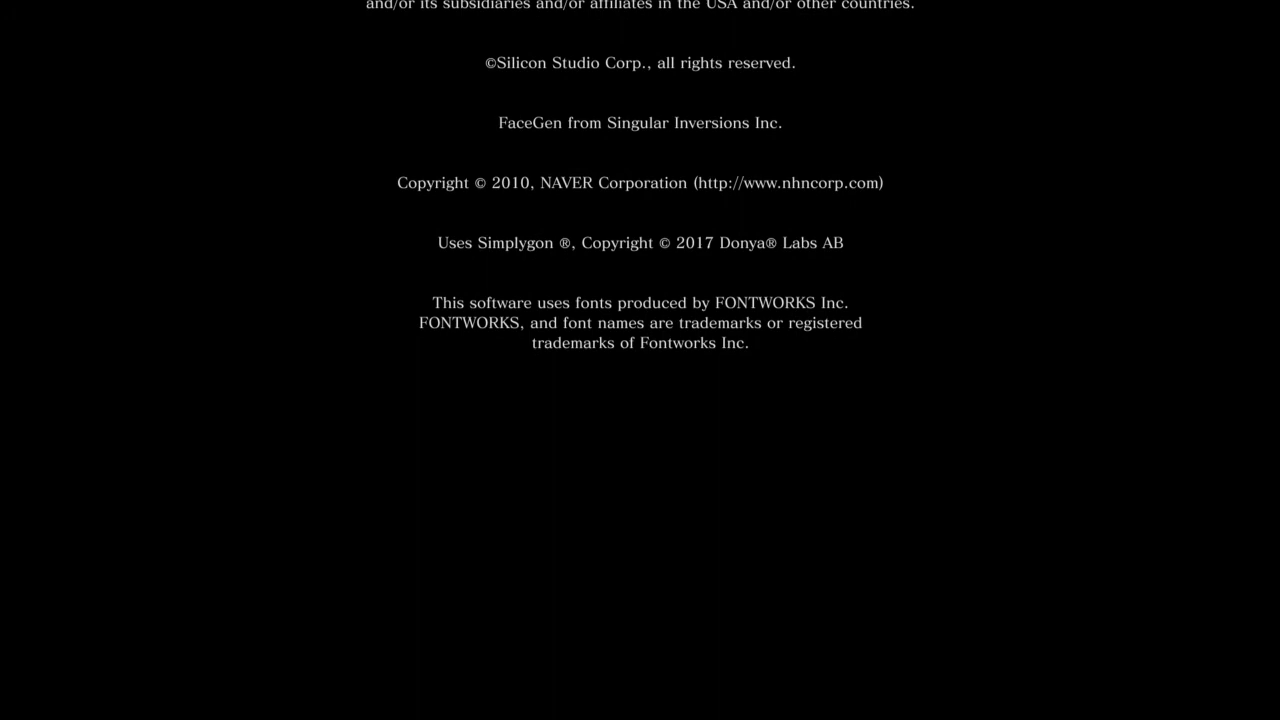 and/or its subsidiaries and/or affiliates in the USA and/or other countries.
©Silicon Studio Corp., all rights reserved.
FaceGen from Singular Inversions Inc.
Copyright © 2010, NAVER Corporation (http://www.nhncorp.com)
Uses Simplygon ®, Copyright © 2017 Donya® Labs AB
This software uses fonts produced by FONTWORKS Inc.
FONTWORKS, and font names are trademarks or registered
trademarks of Fontworks Inc.